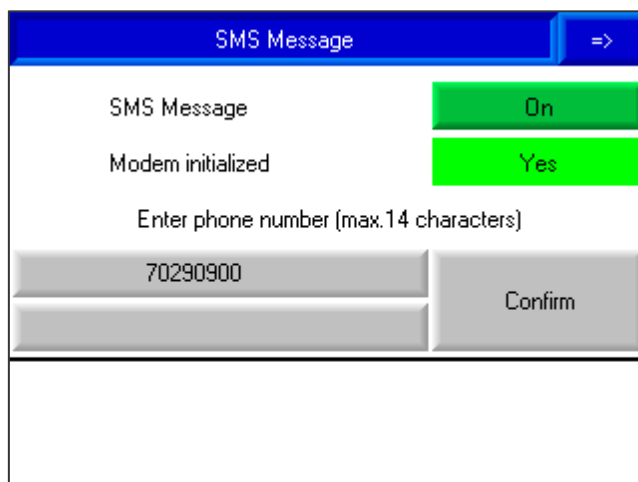 SMS Message =>
SMS Message On
Modem initialized Yes
Enter phone number (max.14 characters)
70290900
Confirm